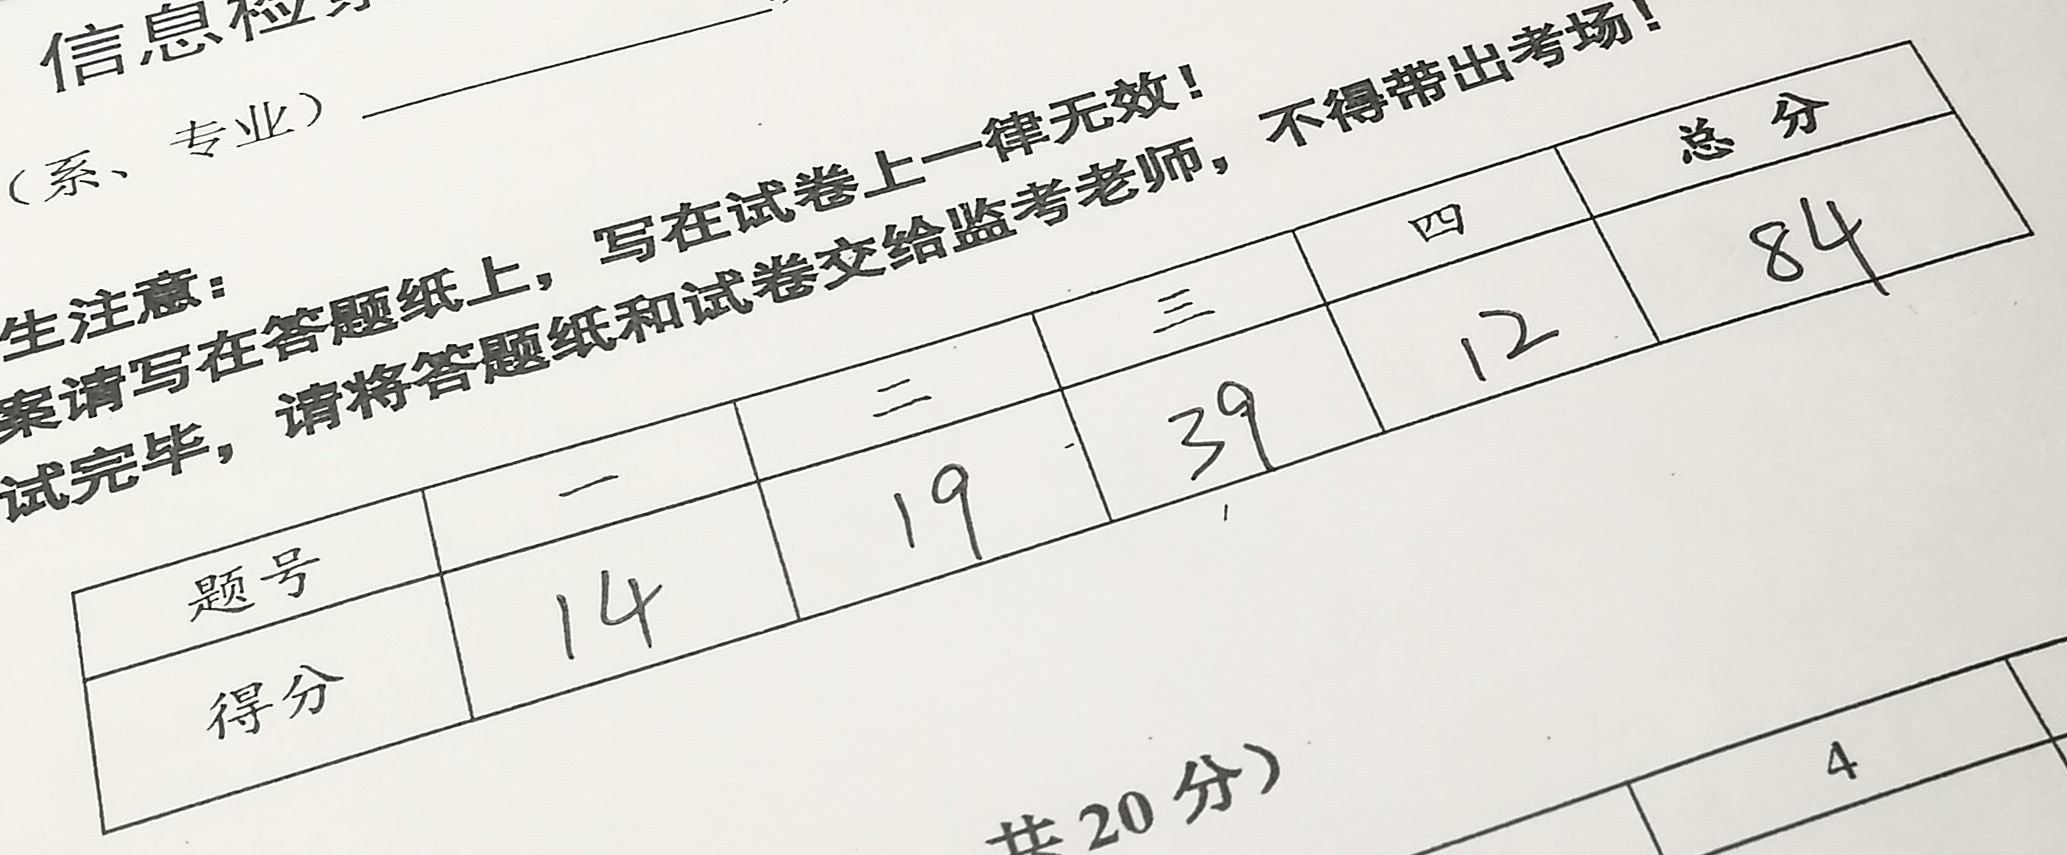 信息检索
（系、专业）
生注意：
案请写在答题纸上，写在试卷上一律无效！
试完毕，请将答题纸和试卷交给监考老师，不得带出考场！
题号 一 二 三 四 总分
得分 14 19 39 12 84
共 20 分）
4